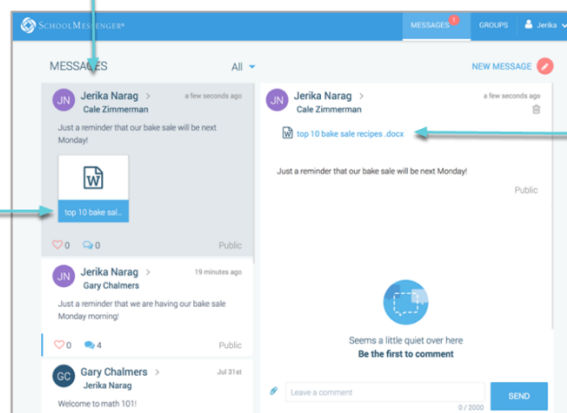 SCHOOLMESSENGER®
MESSAGES 1
GROUPS
Jerika
MESSAGES
All
NEW MESSAGE
JN
Jerika Narag >
a few seconds ago
Cale Zimmerman
Just a reminder that our bake sale will be next
Monday!
W
top 10 bake sal..
0
0
Public
JN
Jerika Narag >
19 minutes ago
Gary Chalmers
Just a reminder that we are having our bake sale
Monday morning!
0
4
Public
GC
Gary Chalmers >
Jul 21st
Jerika Narag
Welcome to math 101!
JN
Jerika Narag >
a few seconds ago
Cale Zimmerman
W
top 10 bake sale recipes .docx
Just a reminder that our bake sale will be next Monday!
Public
Seems a little quiet over here
Be the first to comment
Leave a comment
0 / 2000
SEND